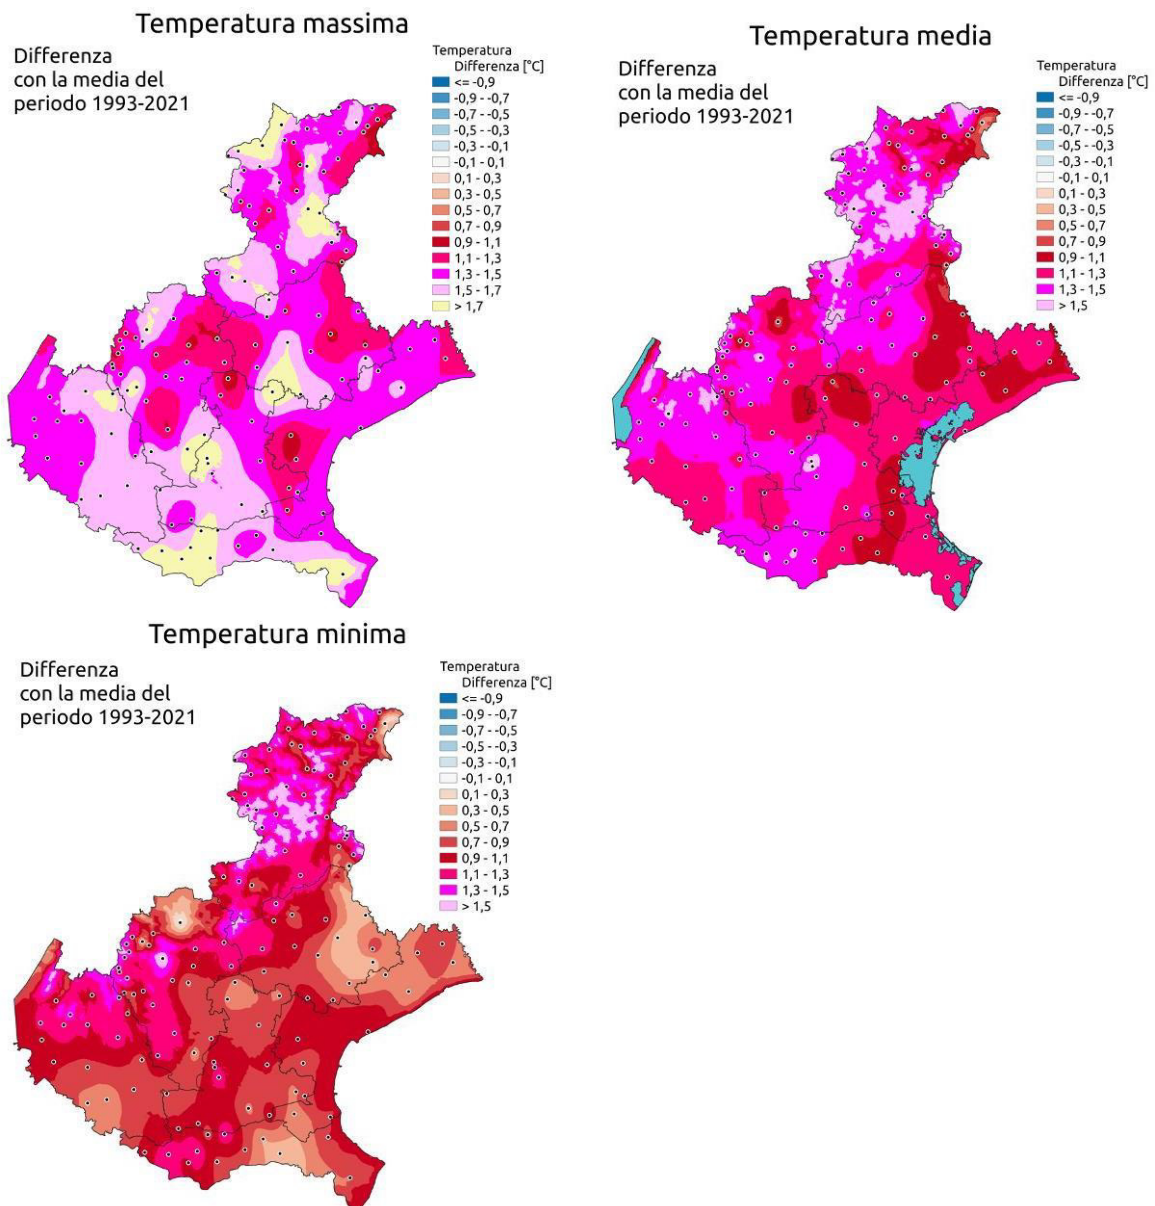 Temperatura massima
Differenza
con la media del
periodo 1993-2021
Temperatura
Differenza [°C]
<= -0,9
-0,9 - -0,7
-0,7 - -0,5
-0,5 - -0,3
-0,3 - -0,1
-0,1 - 0,1
0,1 - 0,3
0,3 - 0,5
0,5 - 0,7
0,7 - 0,9
0,9 - 1,1
1,1 - 1,3
1,3 - 1,5
1,5 - 1,7
> 1,7
Temperatura media
Differenza
con la media del
periodo 1993-2021
Temperatura
Differenza [°C]
<= -0,9
-0,9 - -0,7
-0,7 - -0,5
-0,5 - -0,3
-0,3 - -0,1
-0,1 - 0,1
0,1 - 0,3
0,3 - 0,5
0,5 - 0,7
0,7 - 0,9
0,9 - 1,1
1,1 - 1,3
1,3 - 1,5
> 1,5
Temperatura minima
Differenza
con la media del
periodo 1993-2021
Temperatura
Differenza [°C]
<= -0,9
-0,9 - -0,7
-0,7 - -0,5
-0,5 - -0,3
-0,3 - -0,1
-0,1 - 0,1
0,1 - 0,3
0,3 - 0,5
0,5 - 0,7
0,7 - 0,9
0,9 - 1,1
1,1 - 1,3
1,3 - 1,5
> 1,5